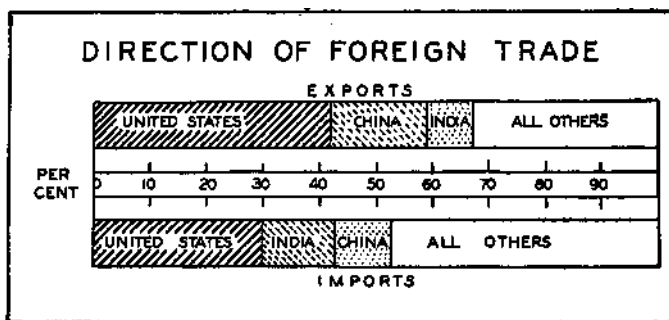 DIRECTION OF FOREIGN TRADE
EXPORTS
UNITED STATES CHINA INDIA ALL OTHERS
PER CENT
0 10 20 30 40 50 60 70 80 90
UNITED STATES INDIA CHINA ALL OTHERS
IMPORTS